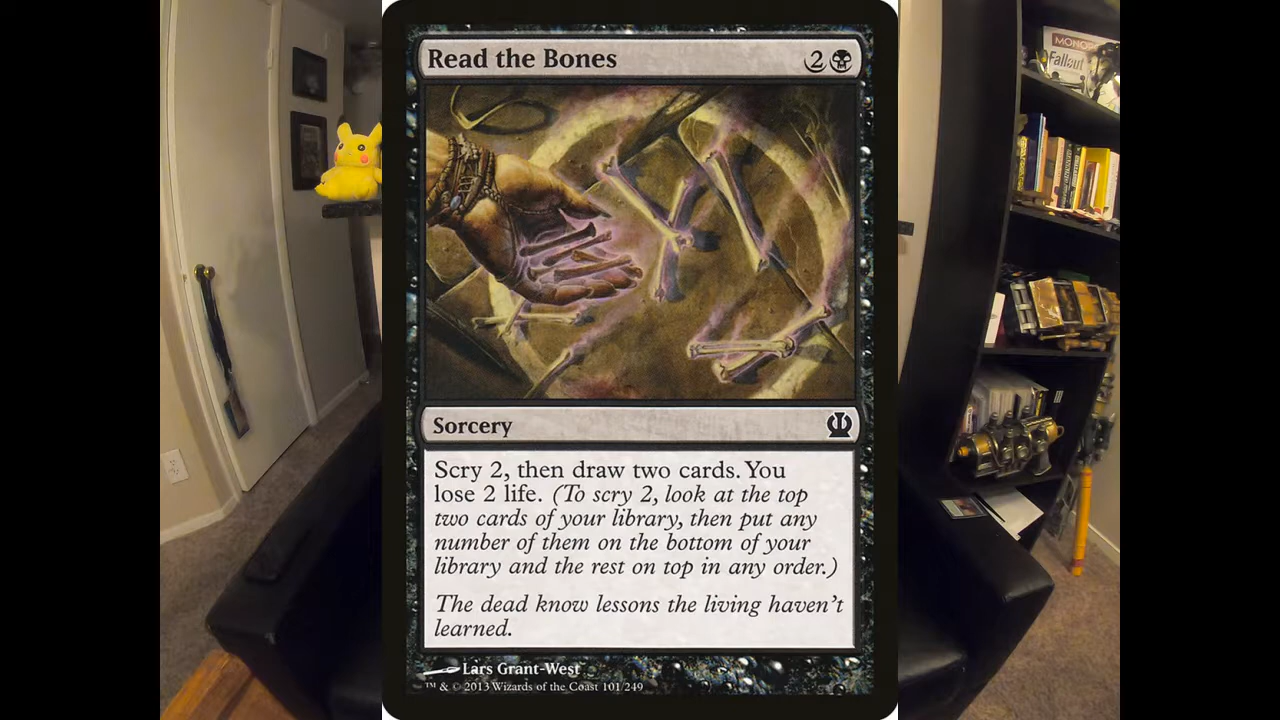 Read the Bones
2
Sorcery
Scry 2, then draw two cards. You
lose 2 life. (To scry 2, look at the top
two cards of your library, then put any
number of them on the bottom of your
library and the rest on top in any order.)
The dead know lessons the living haven't
learned.
Lars Grant-West
™ & © 2013 Wizards of the Coast 101/249
MONOP
Fallout